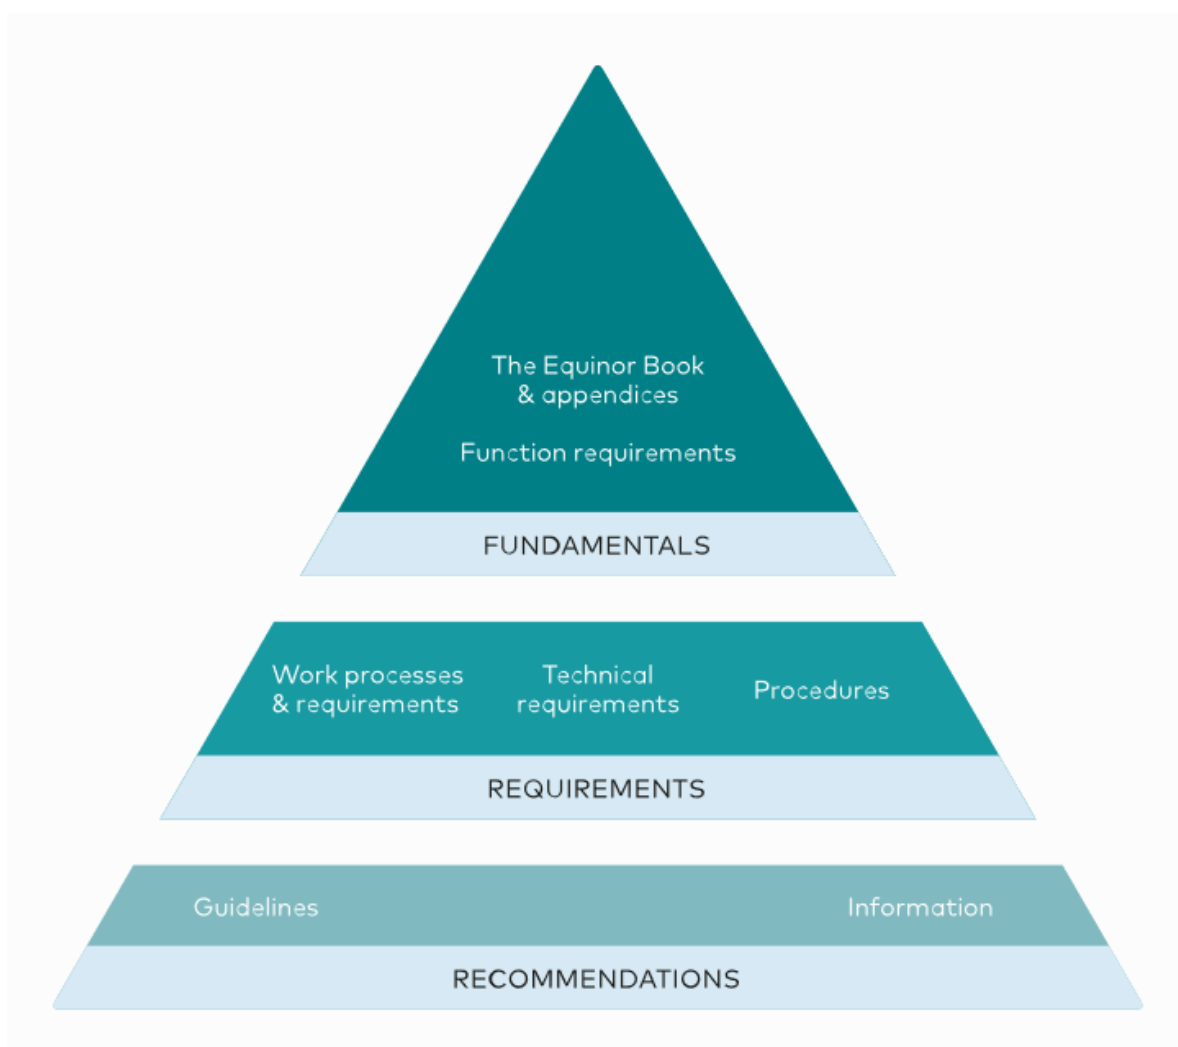 The Equinor Book
& appendices
Function requirements
FUNDAMENTALS
Work processes
& requirements
Technical
requirements
Procedures
REQUIREMENTS
Guidelines
Information
RECOMMENDATIONS